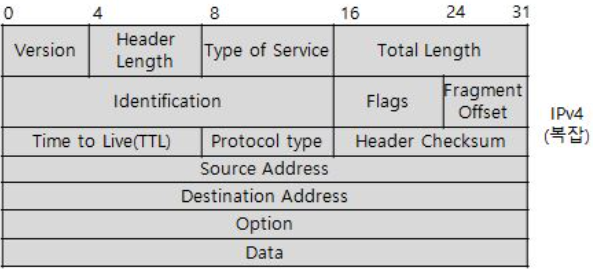 0 4 8 16 24 31
Version Header Length Type of Service Total Length
Identification Flags Fragment Offset
Time to Live(TTL) Protocol type Header Checksum
Source Address
Destination Address
Option
Data
IPv4
(복잡)